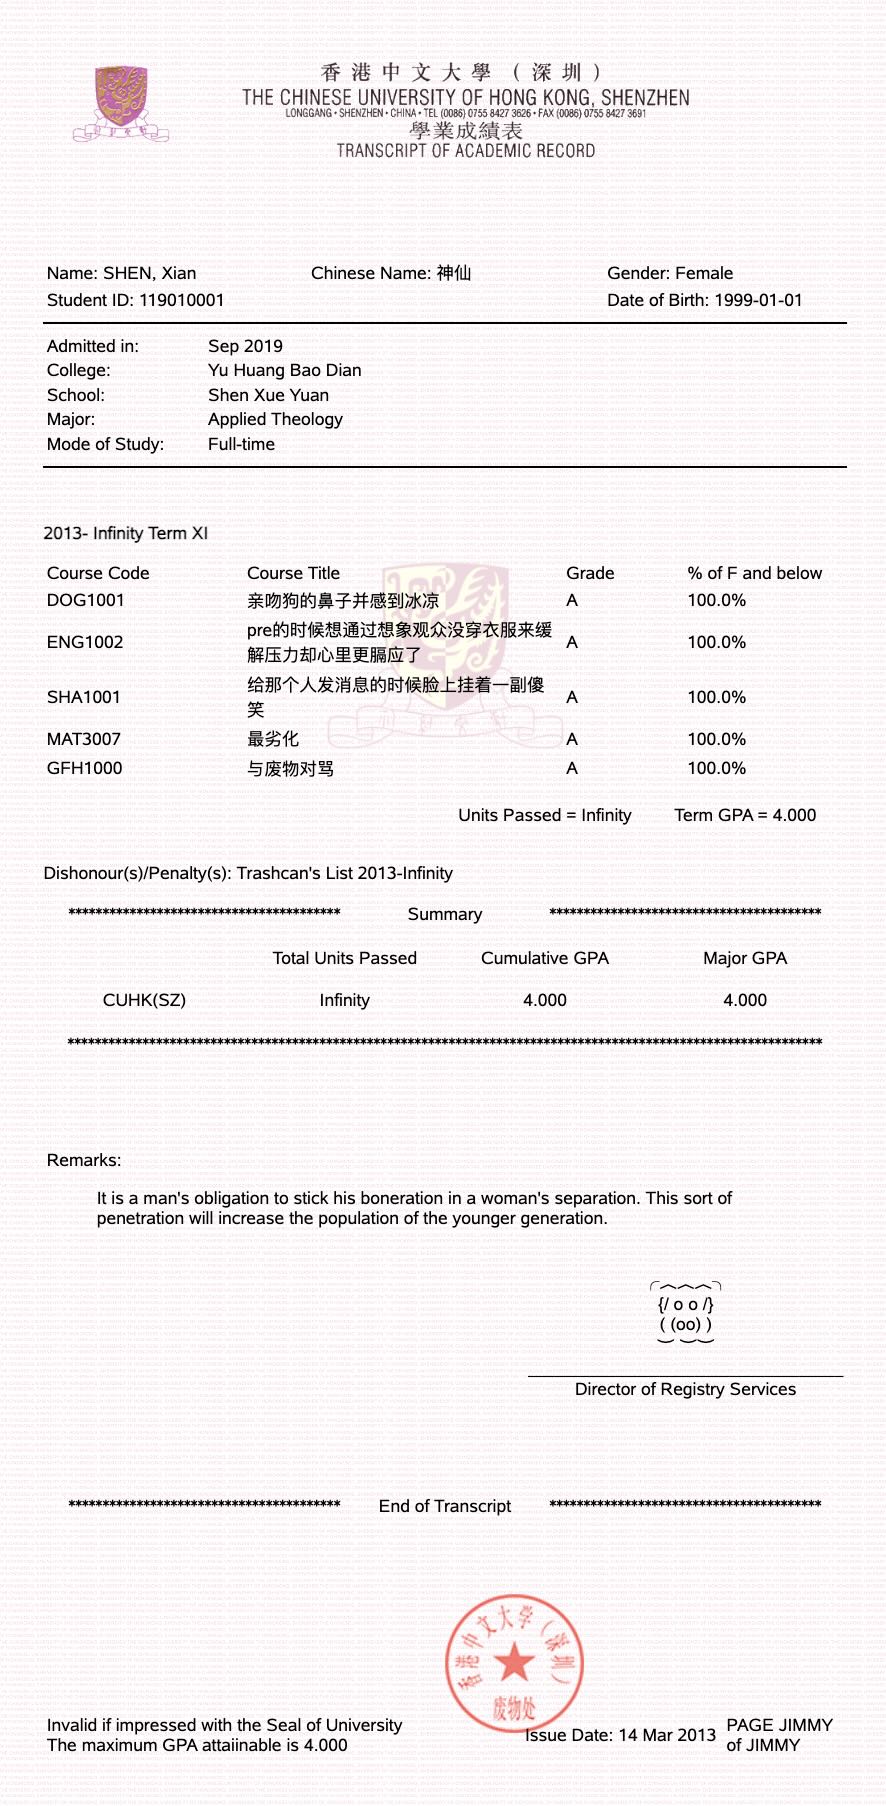 香港中文大學（深圳）
THE CHINESE UNIVERSITY OF HONG KONG, SHENZHEN
LONGGANG • SHENZHEN • CHINA • TEL (0086) 0755 8427 3626 • FAX (0086) 0755 8427 3691
學業成績表
TRANSCRIPT OF ACADEMIC RECORD
Name: SHEN, Xian Chinese Name: 神仙 Gender: Female
Student ID: 119010001 Date of Birth: 1999-01-01
Admitted in: Sep 2019
College: Yu Huang Bao Dian
School: Shen Xue Yuan
Major: Applied Theology
Mode of Study: Full-time
2013- Infinity Term XI
Course Code Course Title Grade % of F and below
DOG1001 亲吻狗的鼻子并感到冰凉 A 100.0%
ENG1002 pre的时候想通过想象观众没穿衣服来缓 A 100.0%
解压力却心里更膈应了
SHA1001 给那个人发消息的时候脸上挂着一副傻 A 100.0%
笑
MAT3007 最劣化 A 100.0%
GFH1000 与废物对骂 A 100.0%
Units Passed = Infinity Term GPA = 4.000
Dishonour(s)/Penalty(s): Trashcan's List 2013-Infinity
**************************************** Summary ****************************************
Total Units Passed Cumulative GPA Major GPA
CUHK(SZ) Infinity 4.000 4.000
***************************************************************************************************************
Remarks:
It is a man's obligation to stick his boneration in a woman's separation. This sort of
penetration will increase the population of the younger generation.
╭︿︿︿╮
{/ o o /}
( (oo) )
︶ ︶︶
Director of Registry Services
**************************************** End of Transcript ****************************************
香港中文大学（深圳）
废物处
Invalid if impressed with the Seal of University
The maximum GPA attaiinable is 4.000
Issue Date: 14 Mar 2013
PAGE JIMMY
of JIMMY